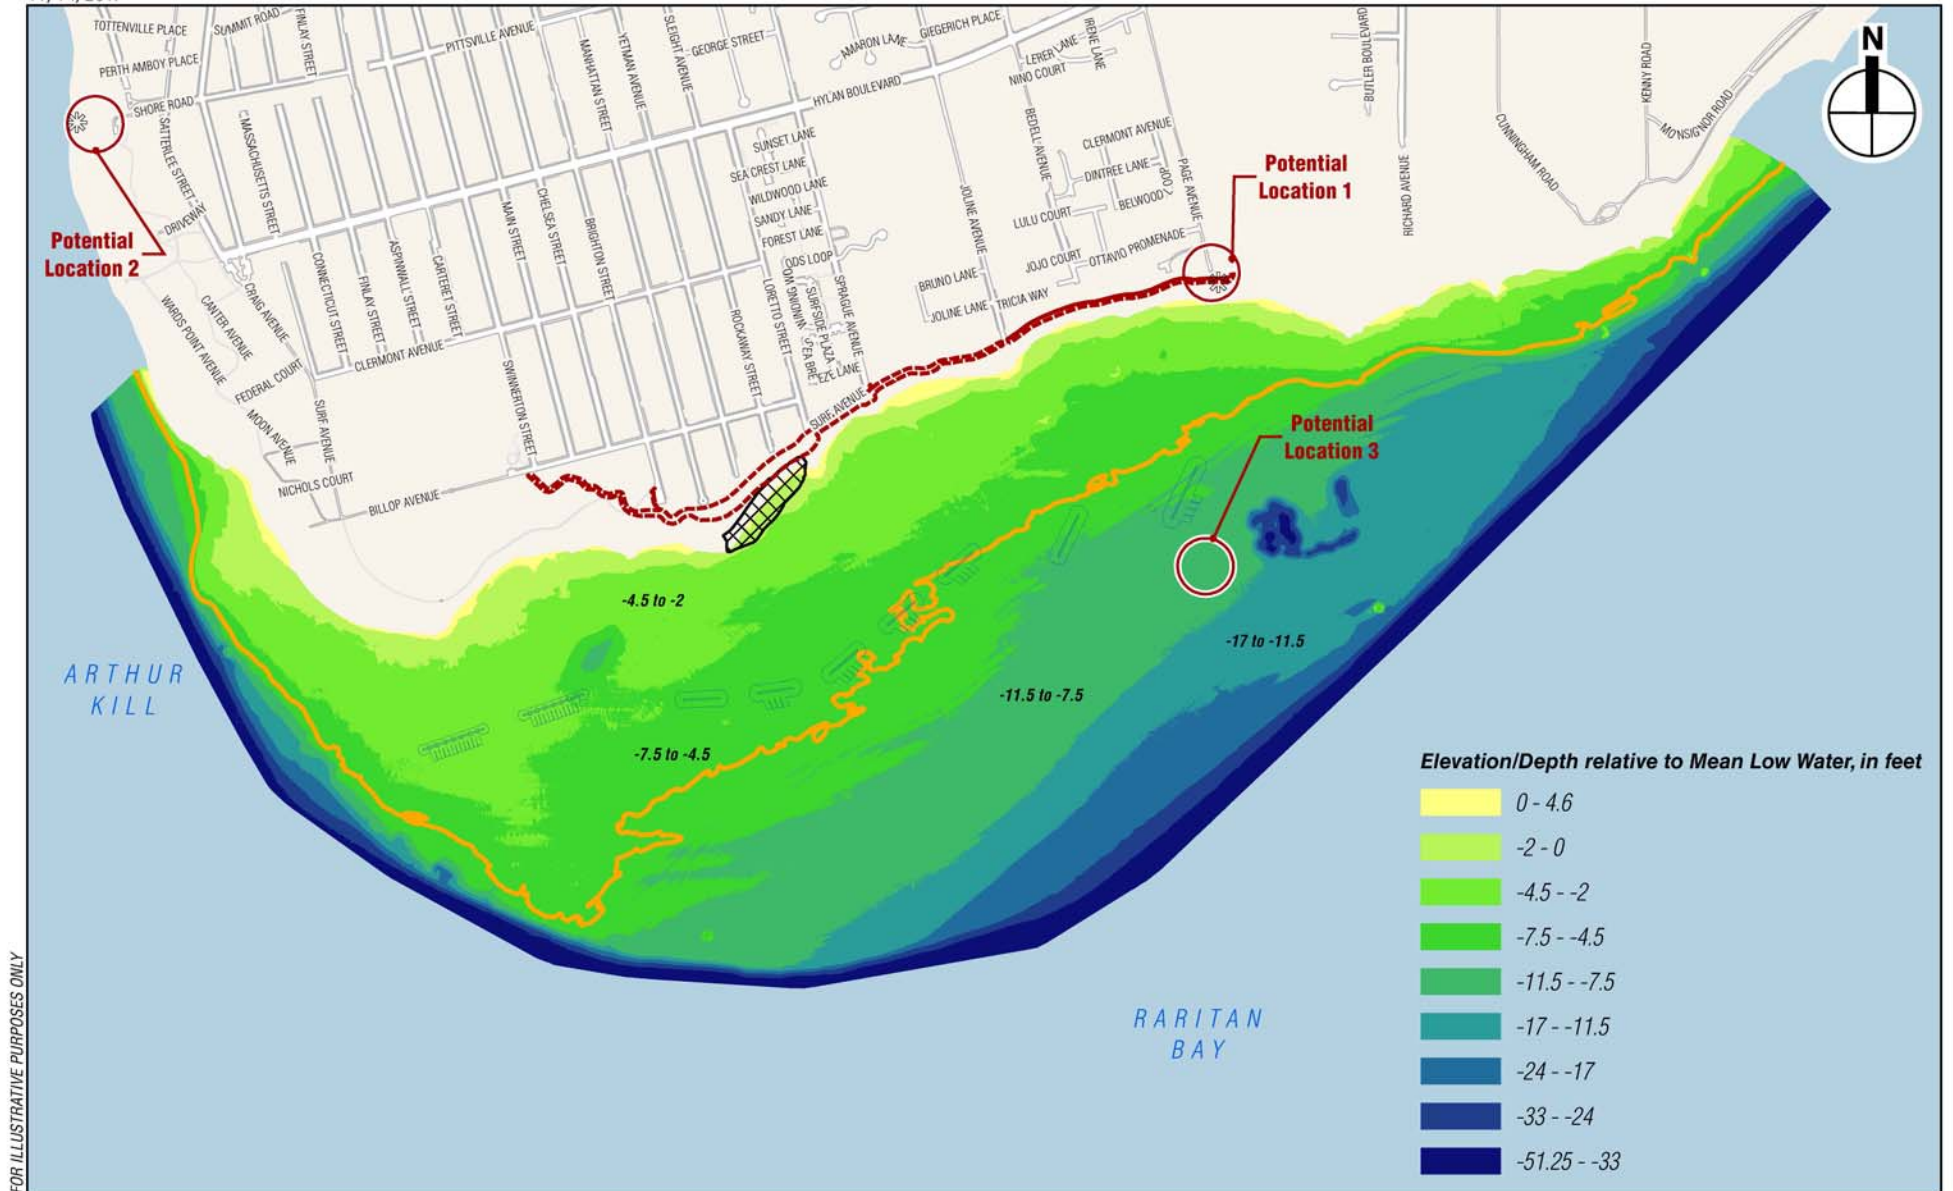 TOTTENVILLE PLACE
SUMMIT ROAD
FINLAY STREET
PITTSVILLE AVENUE
MANHATTAN STREET
YETMAN AVENUE
SLEIGHT AVENUE
GEORGE STREET
AMARON LANE
GIEGERICH PLACE
LERER LANE
IRENE LANE
NINO COURT
BUTLER BOULEVARD
KENNY ROAD
N
PERTH AMBOY PLACE
SHORE ROAD
HYLAN BOULEVARD
SATTERLEE STREET
MASSACHUSETTS STREET
SUNSET LANE
SEA CREST LANE
WILDWOOD LANE
SANDY LANE
FOREST LANE
ODS LOOP
BEDELL AVENUE
CLERMONT AVENUE
DINTREE LANE
LOOP
BELWOOD
PAGE AVENUE
LULU COURT
RICHARD AVENUE
CUNNINGHAM ROAD
MONSIGNOR ROAD
Potential
Location 1
Potential
Location 2
DRIVEWAY
MAIN STREET
CHELSEA STREET
BRIGHTON STREET
JOLINE AVENUE
JOJO COURT
OTTAVIO PROMENADE
BRUNO LANE
JOLINE LANE
TRICIA WAY
WARDS POINT AVENUE
CANTER AVENUE
CRAIG AVENUE
CONNECTICUT STREET
FINLAY STREET
ASPINWALL STREET
CARTERET STREET
ROCKAWAY STREET
LORETTO STREET
SURFSIDE PLAZA
SPRAGUE AVENUE
CLERMONT AVENUE
FEDERAL COURT
SWINNERTON STREET
SURF AVENUE
MOON AVENUE
SURF AVENUE
NICHOLS COURT
BILLOP AVENUE
Potential
Location 3
-4.5 to -2
-17 to -11.5
-11.5 to -7.5
-7.5 to -4.5
ARTHUR
KILL
RARITAN
BAY
Elevation/Depth relative to Mean Low Water, in feet
0 - 4.6
-2 - 0
-4.5 - -2
-7.5 - -4.5
-11.5 - -7.5
-17 - -11.5
-24 - -17
-33 - -24
-51.25 - -33
FOR ILLUSTRATIVE PURPOSES ONLY